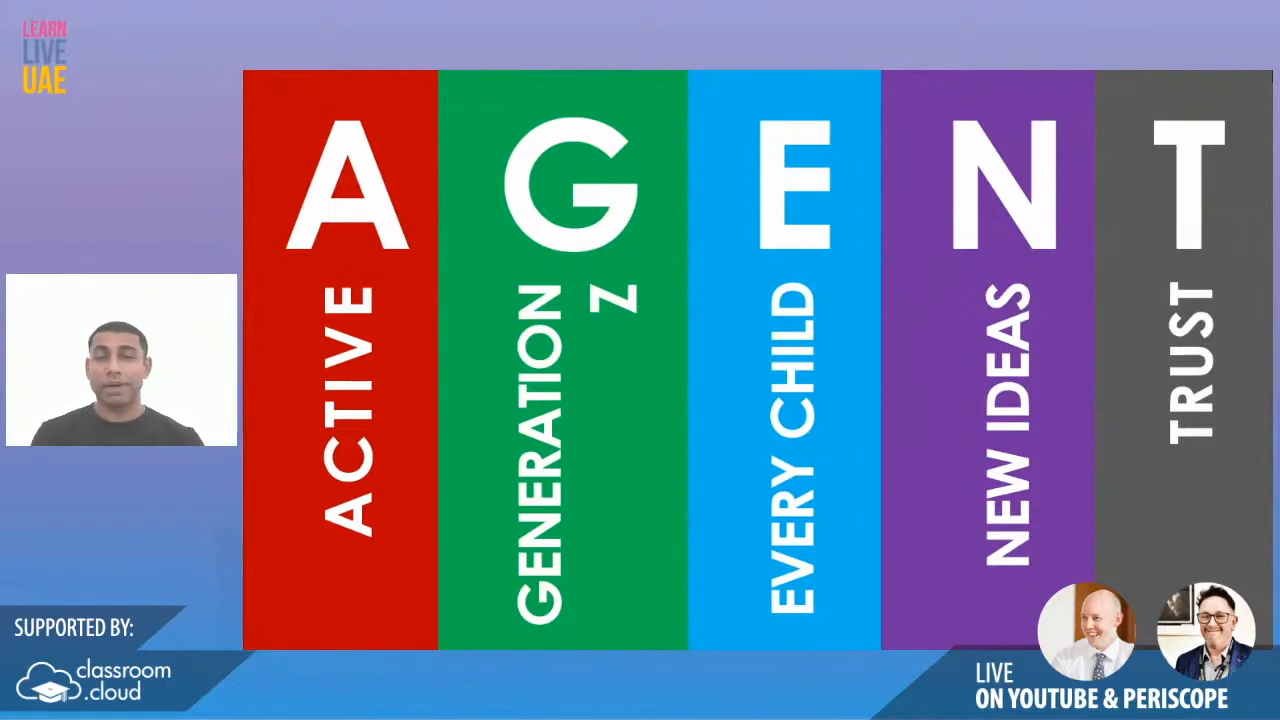 LEARN
LIVE
UAE
A
ACTIVE
G
GENERATION
Z
E
EVERY CHILD
N
NEW IDEAS
T
TRUST
SUPPORTED BY:
classroom
.cloud
LIVE
ON YOUTUBE & PERISCOPE